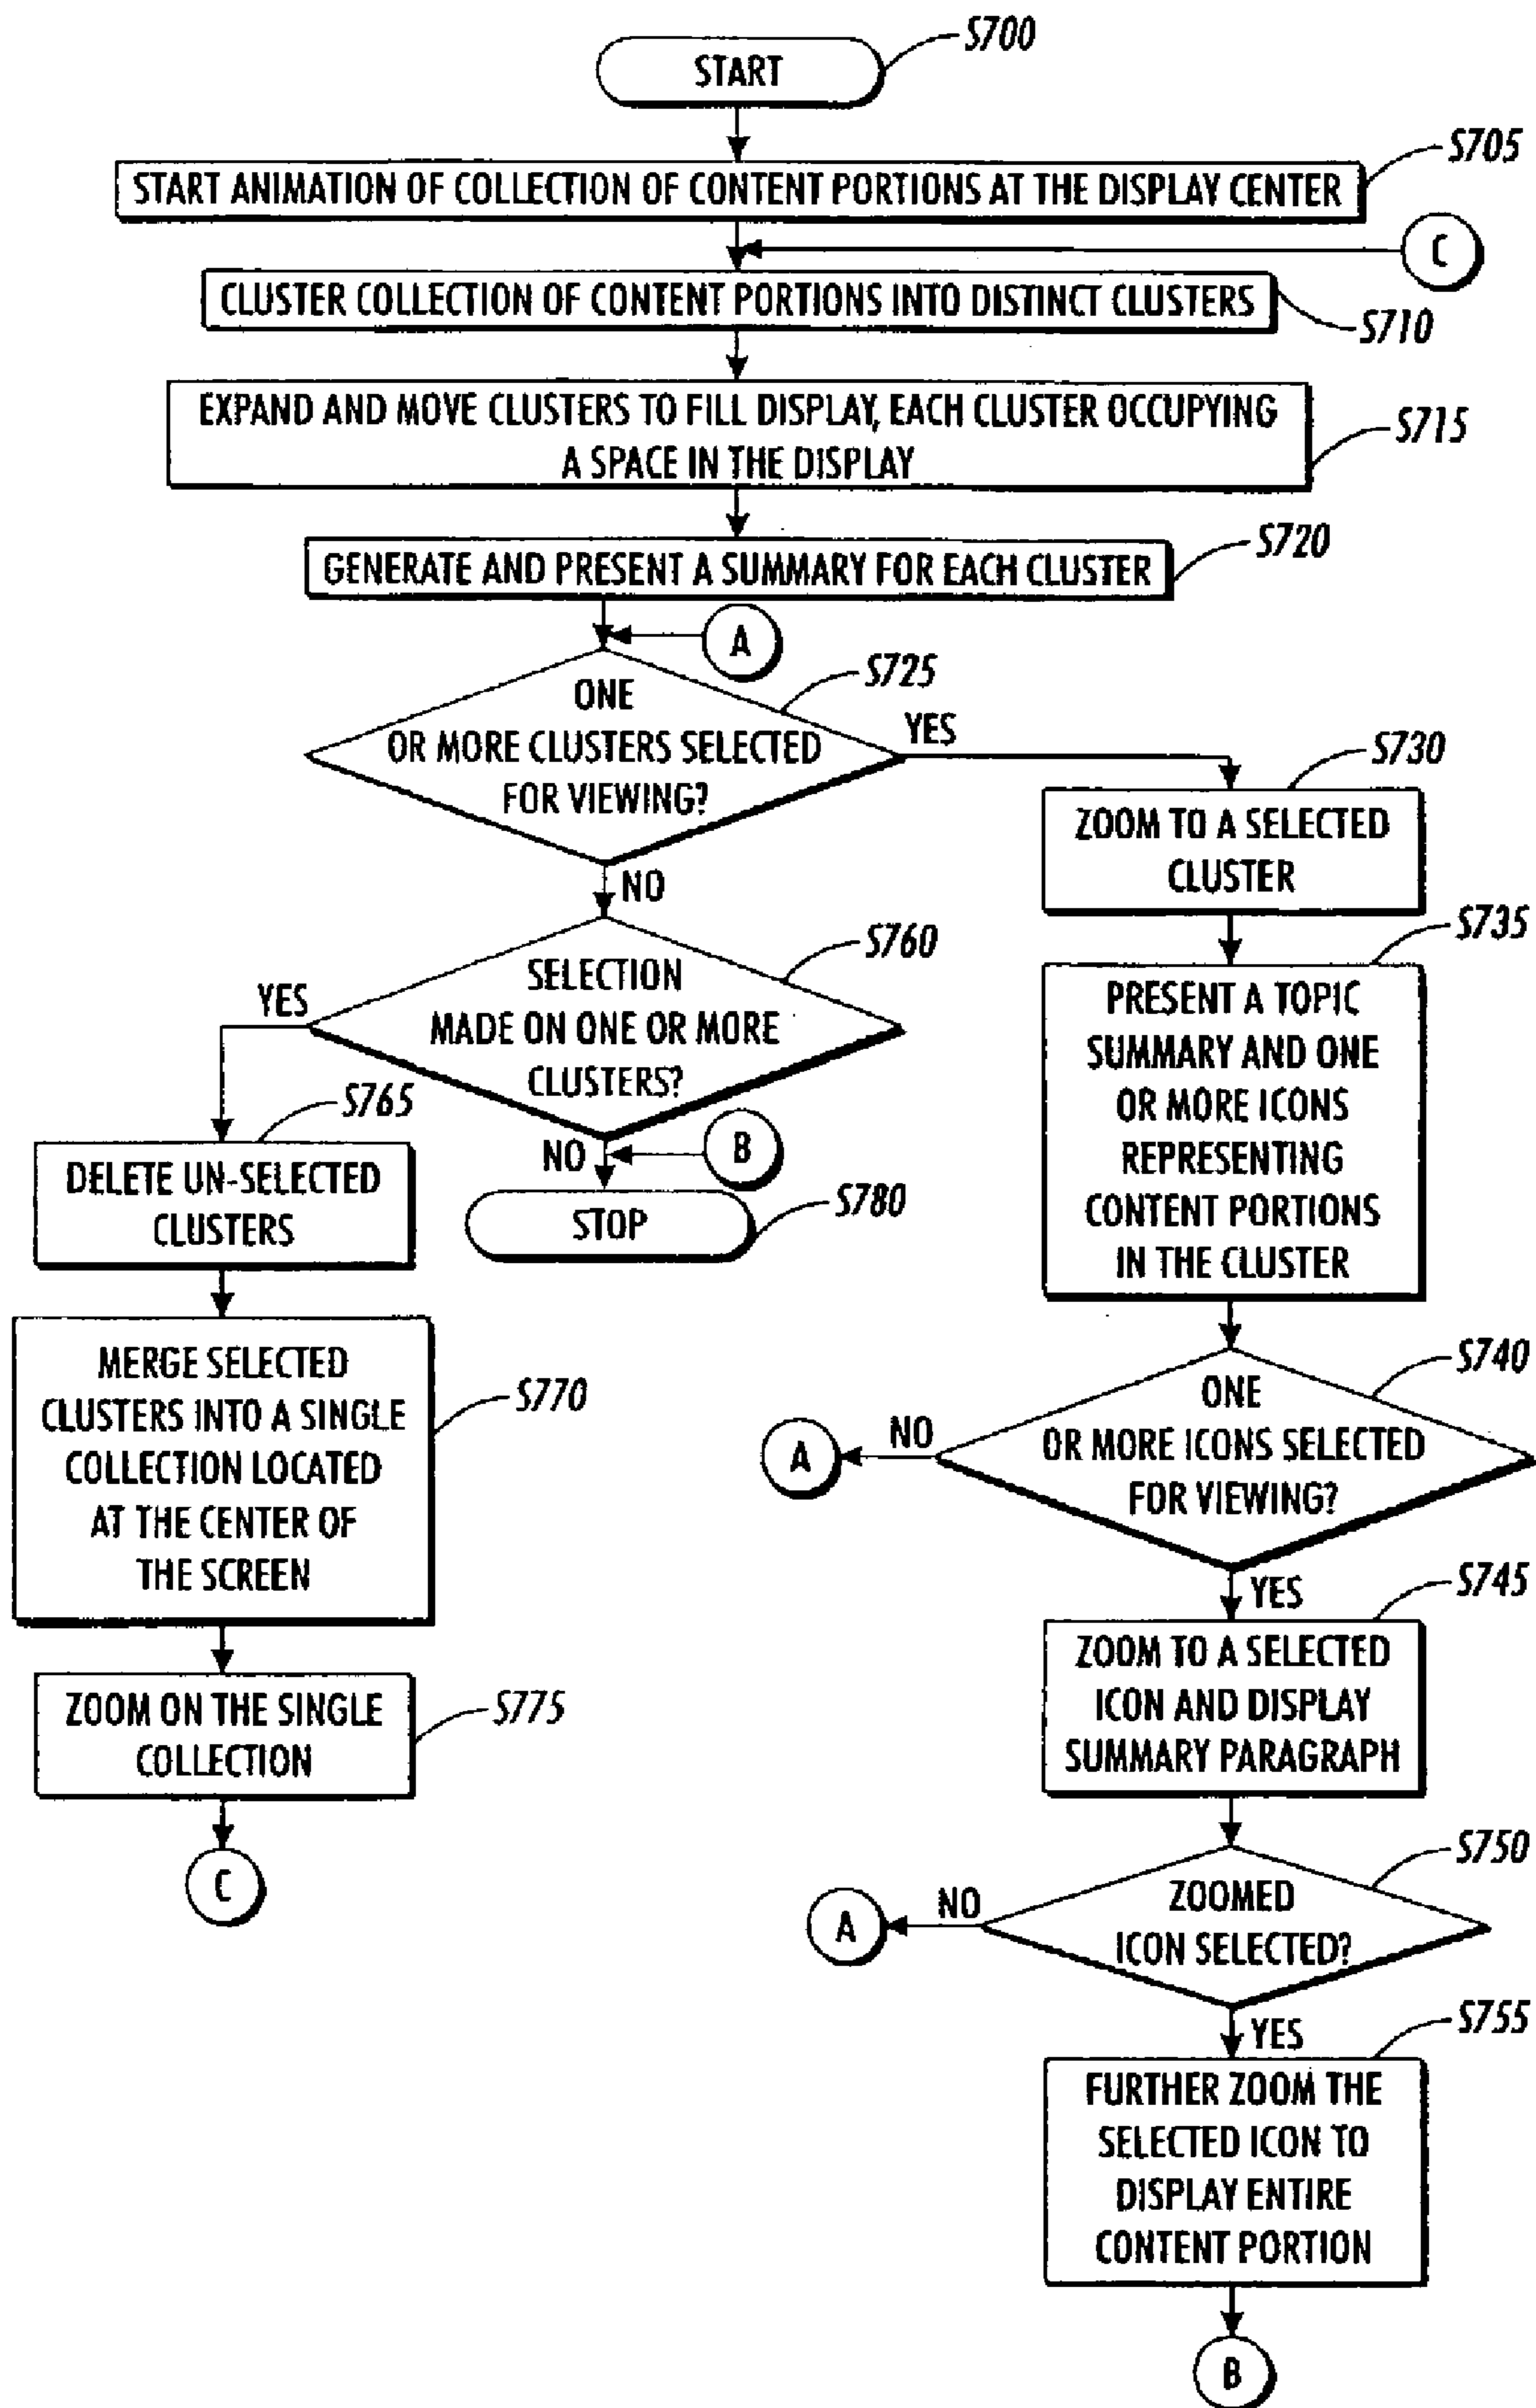 S700
START
S705
START ANIMATION OF COLLECTION OF CONTENT PORTIONS AT THE DISPLAY CENTER
C
CLUSTER COLLECTION OF CONTENT PORTIONS INTO DISTINCT CLUSTERS
S710
EXPAND AND MOVE CLUSTERS TO FILL DISPLAY, EACH CLUSTER OCCUPYING
A SPACE IN THE DISPLAY
S715
S720
GENERATE AND PRESENT A SUMMARY FOR EACH CLUSTER
A
S725
ONE
OR MORE CLUSTERS SELECTED
FOR VIEWING?
YES
NO
S730
ZOOM TO A SELECTED
CLUSTER
S735
PRESENT A TOPIC
SUMMARY AND ONE
OR MORE ICONS
REPRESENTING
CONTENT PORTIONS
IN THE CLUSTER
S760
SELECTION
MADE ON ONE OR MORE
CLUSTERS?
YES
NO
B
STOP
S780
S765
DELETE UN-SELECTED
CLUSTERS
MERGE SELECTED
CLUSTERS INTO A SINGLE
COLLECTION LOCATED
AT THE CENTER OF
THE SCREEN
S770
ZOOM ON THE SINGLE
COLLECTION
S775
C
S740
ONE
OR MORE ICONS SELECTED
FOR VIEWING?
NO
A
YES
S745
ZOOM TO A SELECTED
ICON AND DISPLAY
SUMMARY PARAGRAPH
S750
ZOOMED
ICON SELECTED?
NO
A
YES
S755
FURTHER ZOOM THE
SELECTED ICON TO
DISPLAY ENTIRE
CONTENT PORTION
B